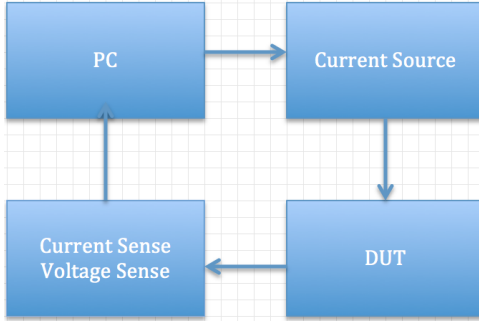 PC
Current Source
Current Sense
Voltage Sense
DUT